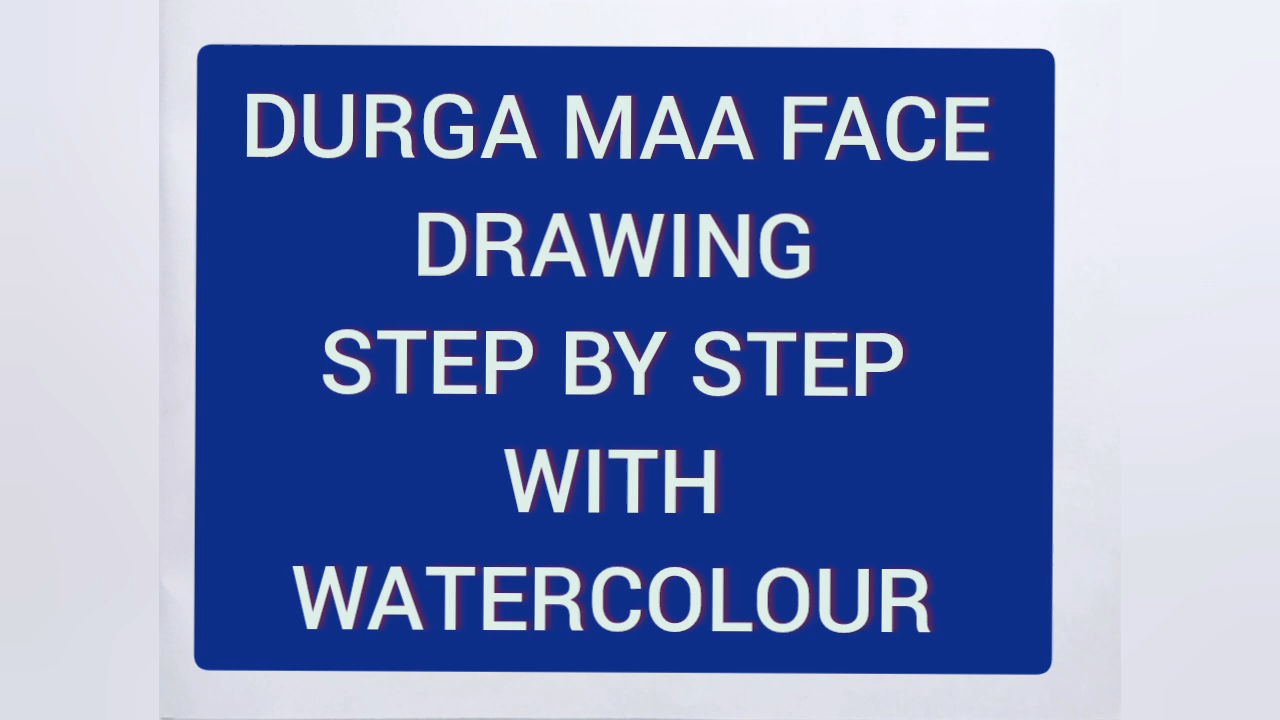 DURGA MAA FACE
DRAWING
STEP BY STEP
WITH
WATERCOLOUR